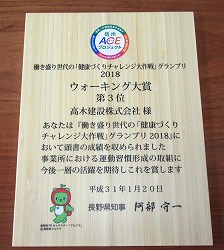 信州
ACE
プロジェクト
働き盛り世代の「健康づくりチャレンジ大作戦」グランプリ
2018
ウォーキング大賞
第3位
高木建設株式会社 様
あなたは『働き盛り世代の「健康づくり
チャレンジ大作戦」グランプリ2018』に
おいて頭書の成績を収められました
事業所における運動習慣形成の取組に
今後一層の活躍を期待しこれを賞します
平成31年1月20日
長野県知事 阿部 守一